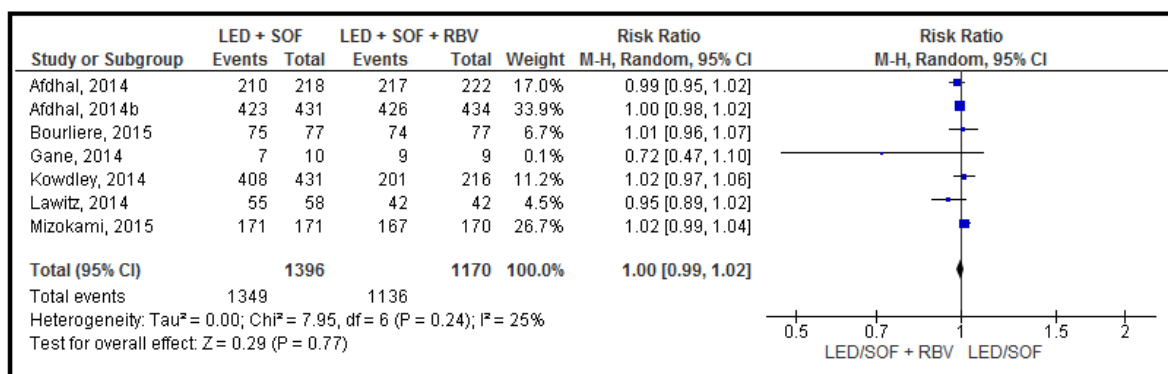 LED + SOF LED + SOF + RBV Risk Ratio Risk Ratio
Study or Subgroup Events Total Events Total Weight M-H, Random, 95% CI M-H, Random, 95% CI
Afdhal, 2014 210 218 217 222 17.0% 0.99 [0.95, 1.02]
Afdhal, 2014b 423 431 426 434 33.9% 1.00 [0.98, 1.02]
Bourliere, 2015 75 77 74 77 6.7% 1.01 [0.96, 1.07]
Gane, 2014 7 10 9 9 0.1% 0.72 [0.47, 1.10]
Kowdley, 2014 408 431 201 216 11.2% 1.02 [0.97, 1.06]
Lawitz, 2014 55 58 42 42 4.5% 0.95 [0.89, 1.02]
Mizokami, 2015 171 171 167 170 26.7% 1.02 [0.99, 1.04]
Total (95% CI) 1396 1170 100.0% 1.00 [0.99, 1.02]
Total events 1349 1136
Heterogeneity: Tau² = 0.00; Chi² = 7.95, df = 6 (P = 0.24); I² = 25%
Test for overall effect: Z = 0.29 (P = 0.77)
0.5 0.7 1 1.5 2
LED/SOF + RBV LED/SOF